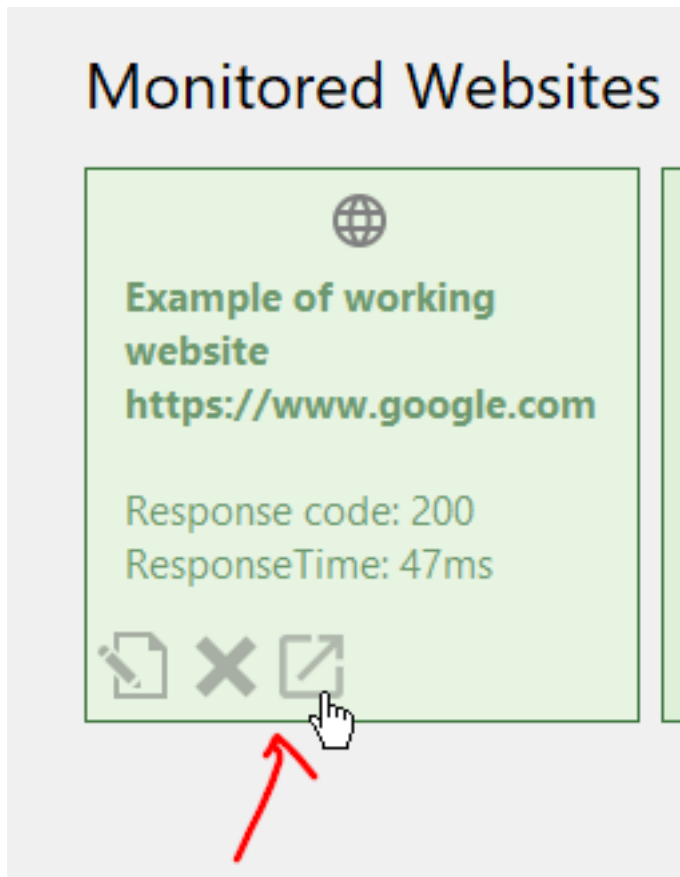 Monitored Websites
Example of working
website
https://www.google.com
Response code: 200
ResponseTime: 47ms